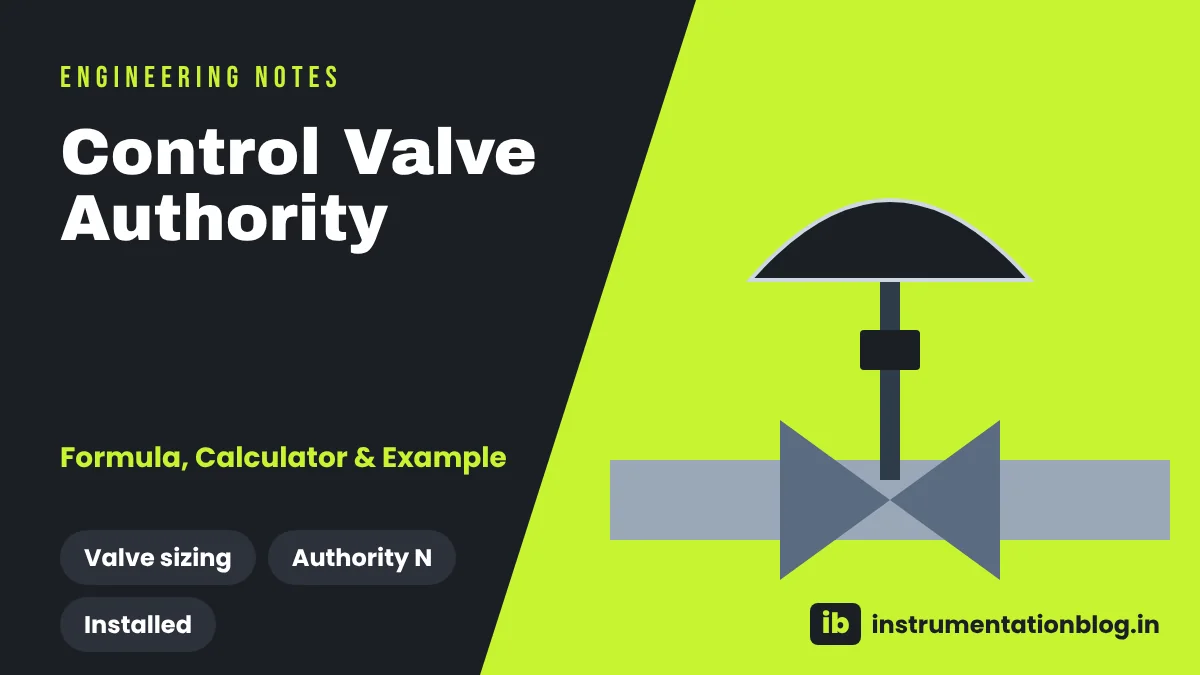 ENGINEERING NOTES
Control Valve
Authority
Formula, Calculator & Example
Valve sizing
Authority N
Installed
ib instrumentationblog.in